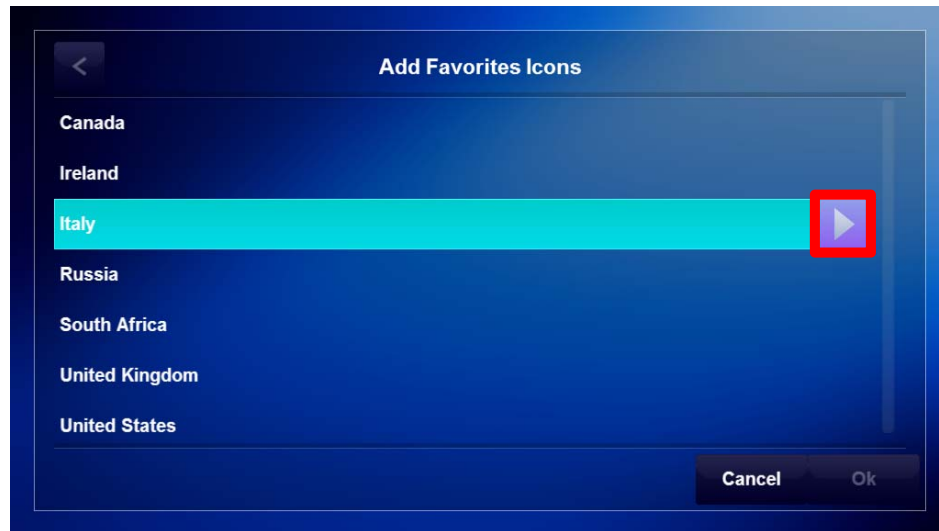 Add Favorites Icons
Canada
Ireland
Italy
Russia
South Africa
United Kingdom
United States
Cancel Ok